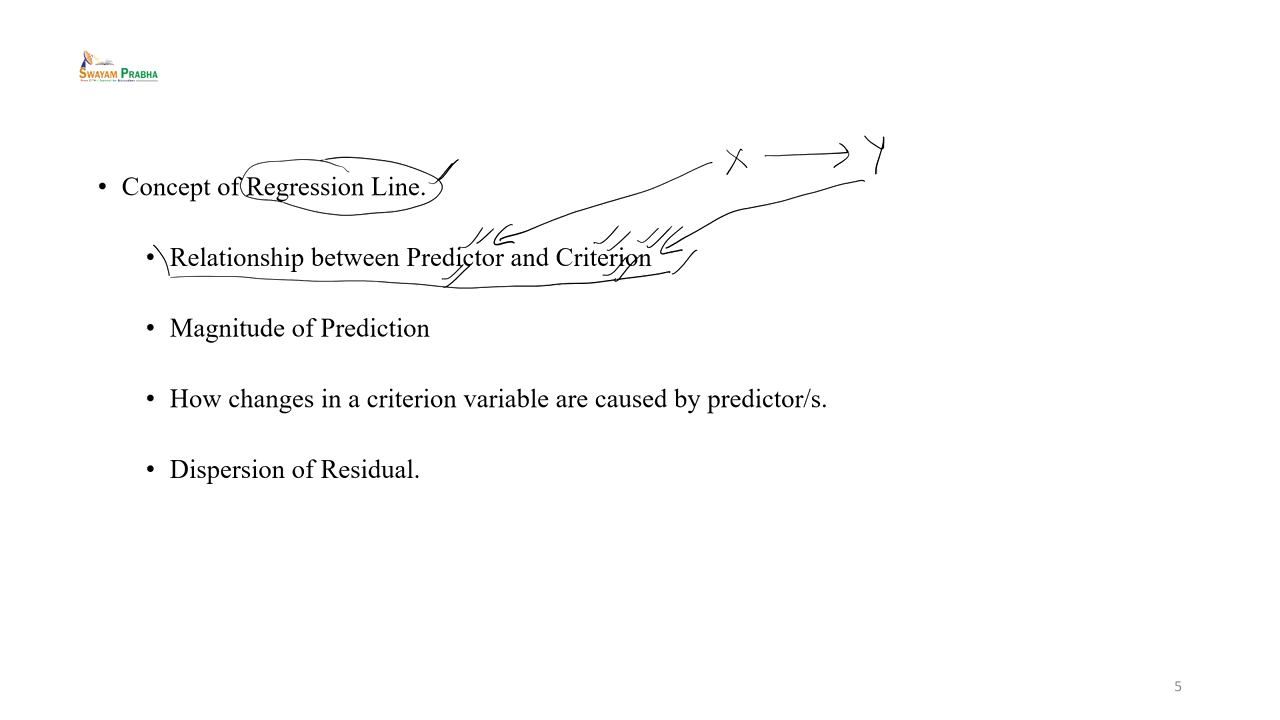 SWAYAM PRABHA
X → Y
• Concept of Regression Line.
• Relationship between Predictor and Criterion
• Magnitude of Prediction
• How changes in a criterion variable are caused by predictor/s.
• Dispersion of Residual.
5